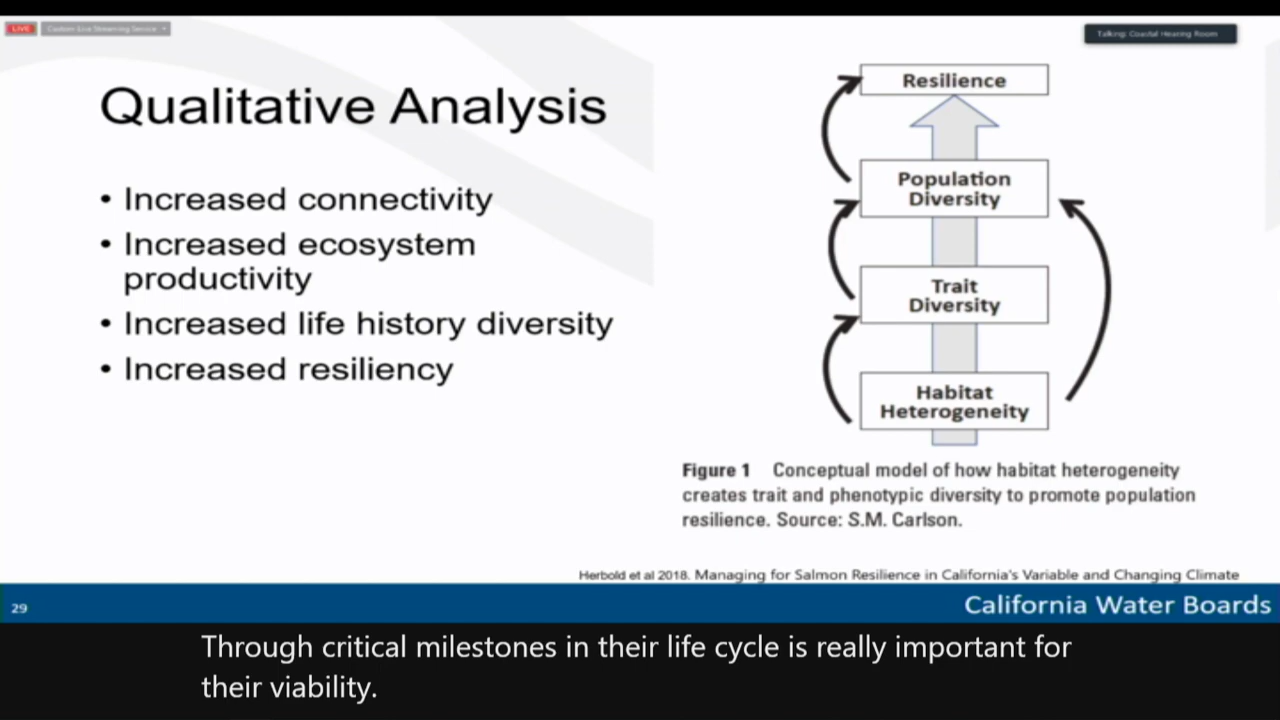 LIVE
Custom Live Streaming Service
Talking: Coastal Hearing Room
Qualitative Analysis
• Increased connectivity
• Increased ecosystem
productivity
• Increased life history diversity
• Increased resiliency
Resilience
Population
Diversity
Trait
Diversity
Habitat
Heterogeneity
Figure 1 Conceptual model of how habitat heterogeneity
creates trait and phenotypic diversity to promote population
resilience. Source: S.M. Carlson.
Herbold et al 2018. Managing for Salmon Resilience in California's Variable and Changing Climate
29
California Water Boards
Through critical milestones in their life cycle is really important for
their viability.